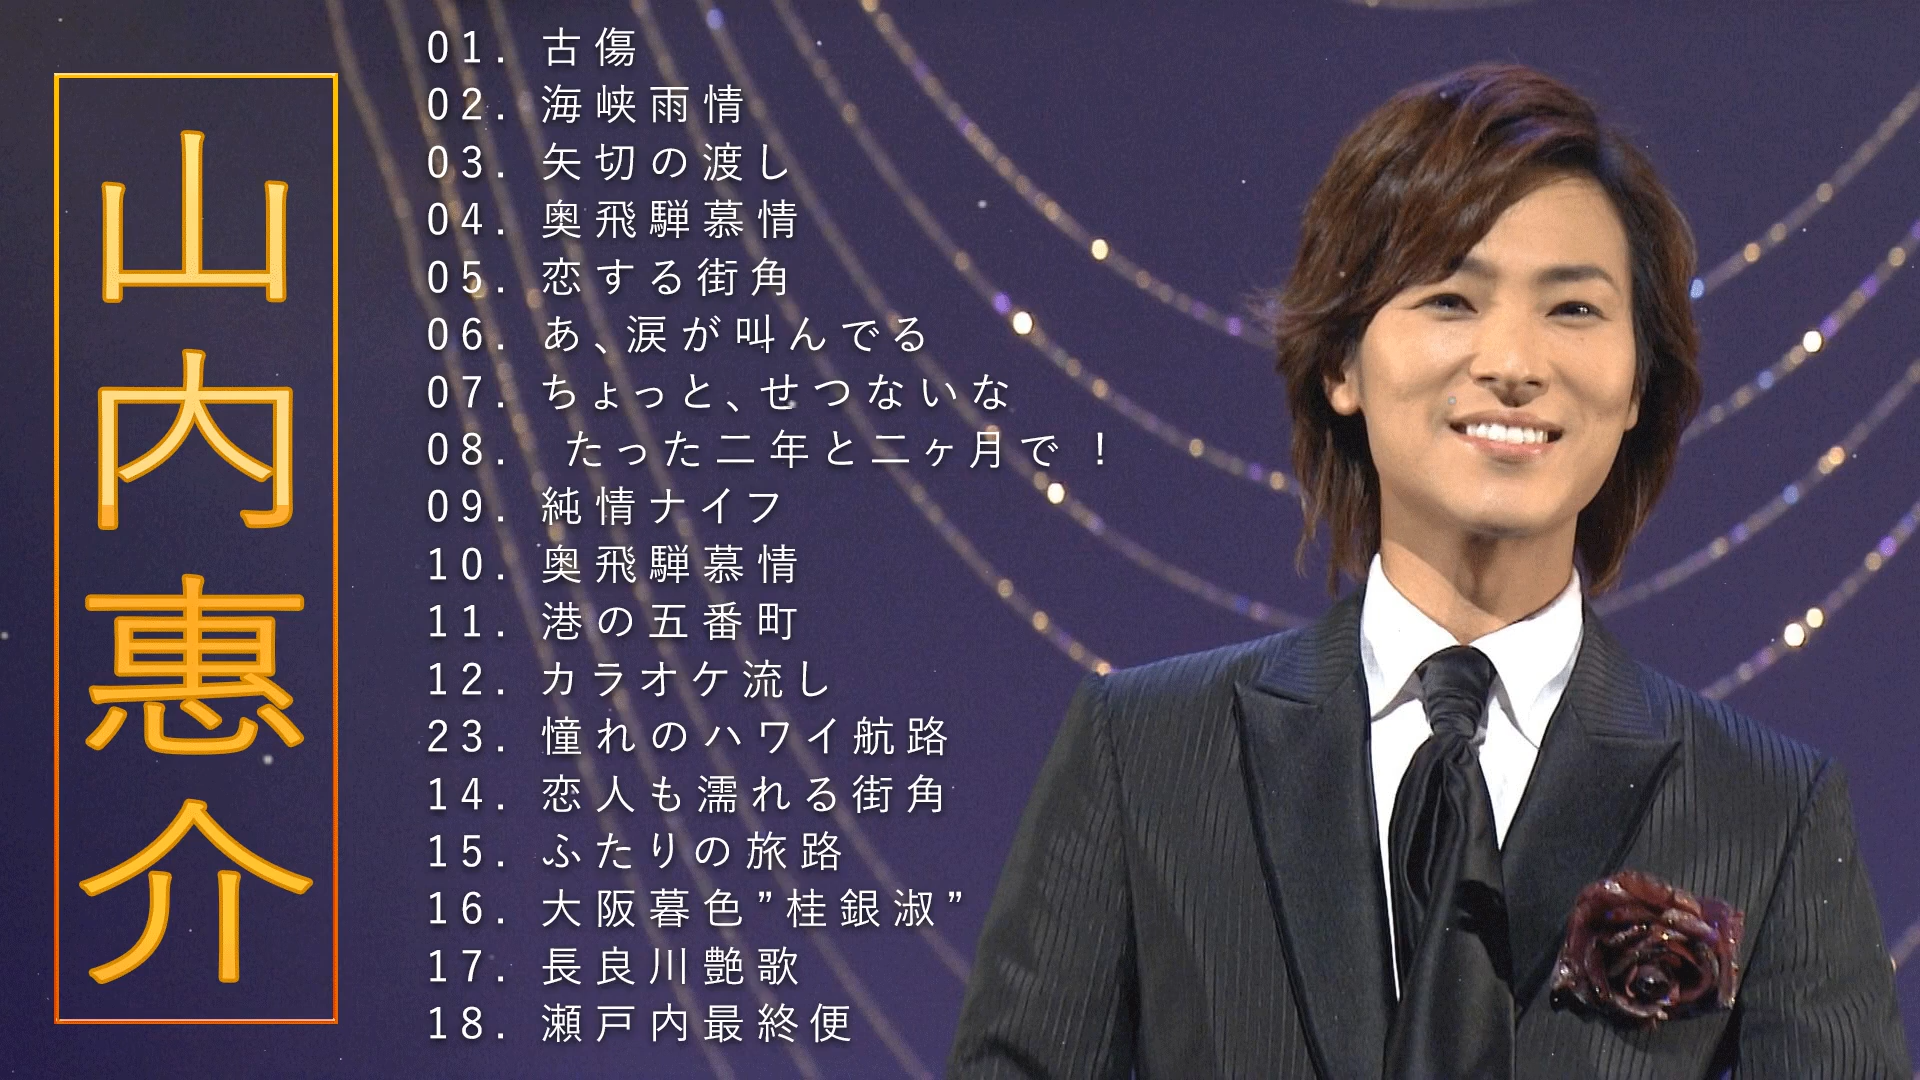 山内惠介
01. 古傷
02. 海峡雨情
03. 矢切の渡し
04. 奥飛騨慕情
05. 恋する街角
06. あ、涙が叫んでる
07. ちょっと、せつないな
08. たった二年と二ヶ月で！
09. 純情ナイフ
10. 奥飛騨慕情
11. 港の五番町
12. カラオケ流し
23. 憧れのハワイ航路
14. 恋人も濡れる街角
15. ふたりの旅路
16. 大阪暮色”桂銀淑”
17. 長良川艶歌
18. 瀬戸内最終便